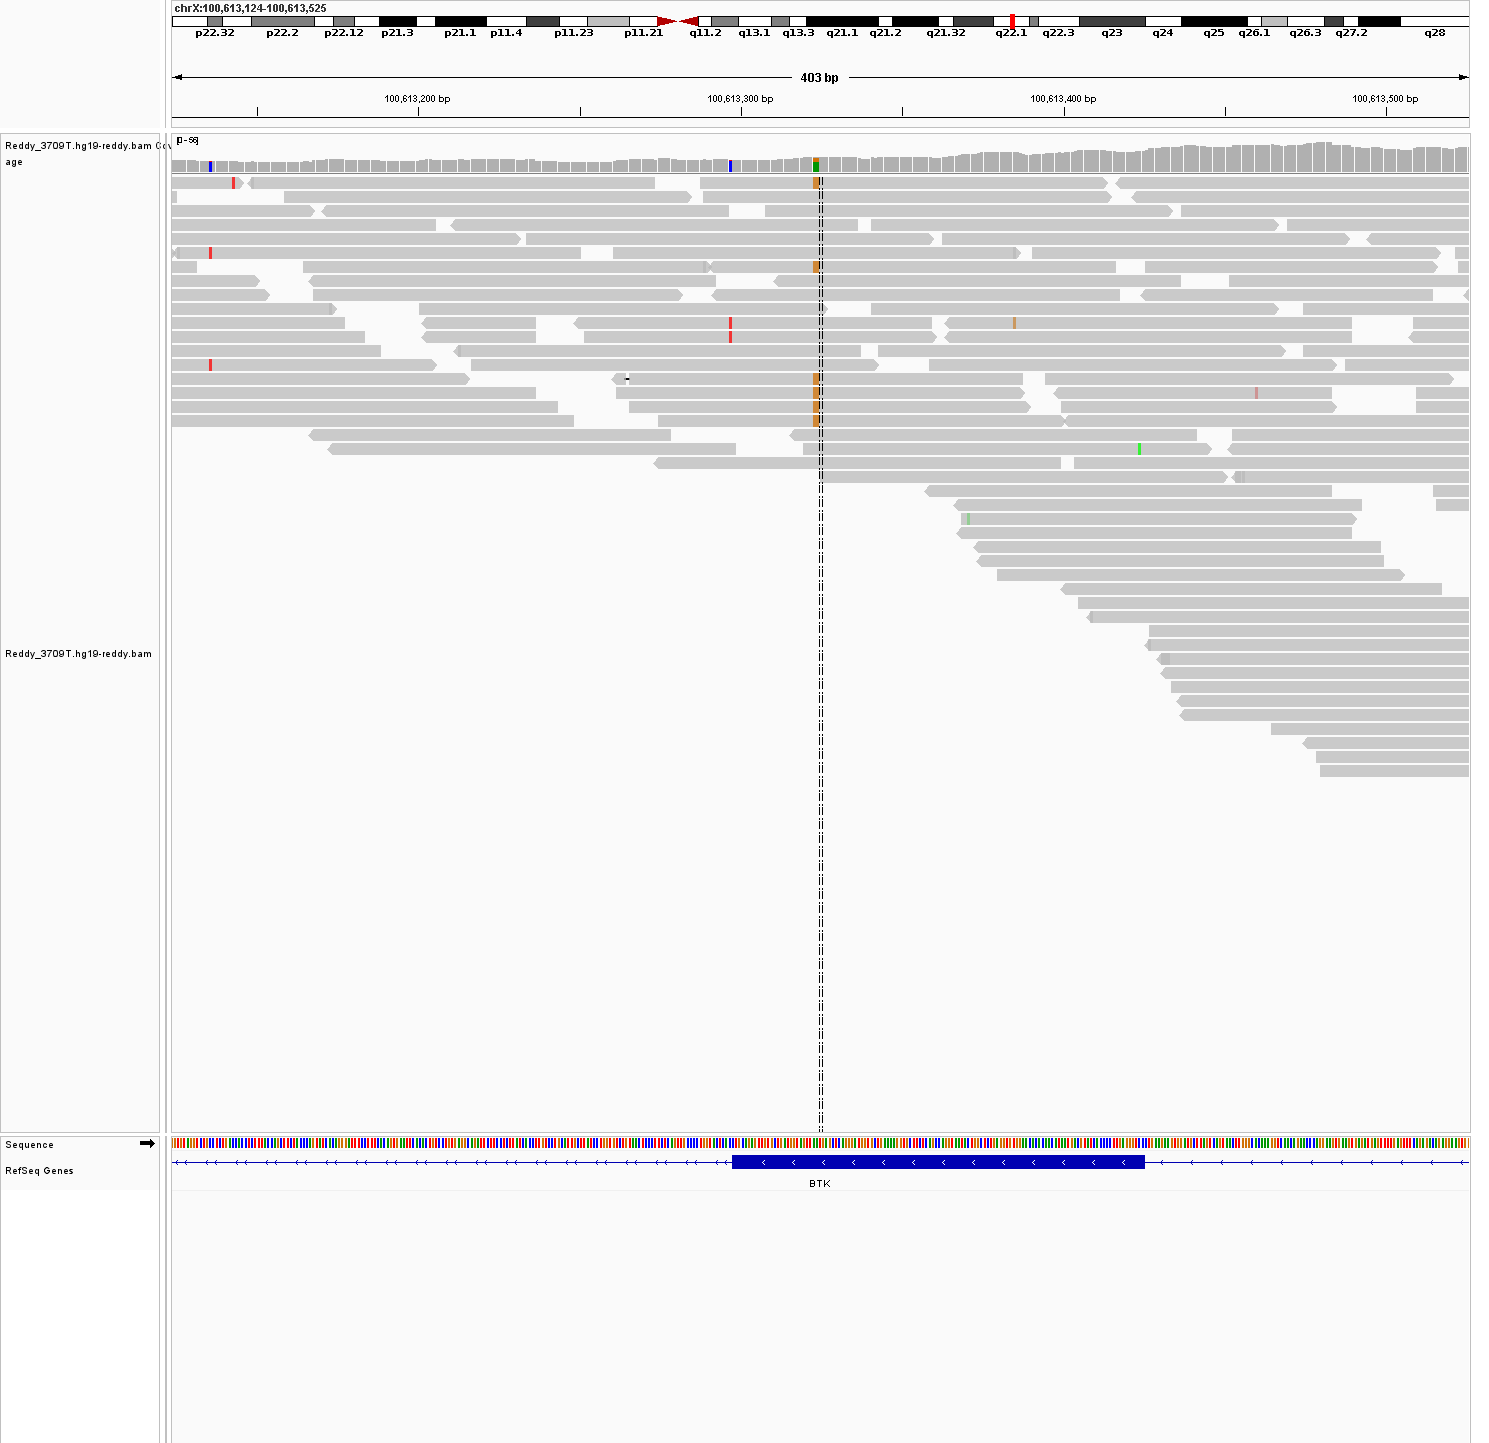 chrX:100,613,124-100,613,525
p22.32 p22.2 p22.12 p21.3 p21.1 p11.4 p11.23 p11.21 q11.2 q13.1 q13.3 q21.1 q21.2 q21.32 q22.1 q22.3 q23 q24 q25 q26.1 q26.3 q27.2 q28
403 bp
100,613,200 bp 100,613,300 bp 100,613,400 bp 100,613,500 bp
[0 - 56]
Reddy_3709T.hg19-reddy.bam Cov
age
Reddy_3709T.hg19-reddy.bam
Sequence
RefSeq Genes
BTK